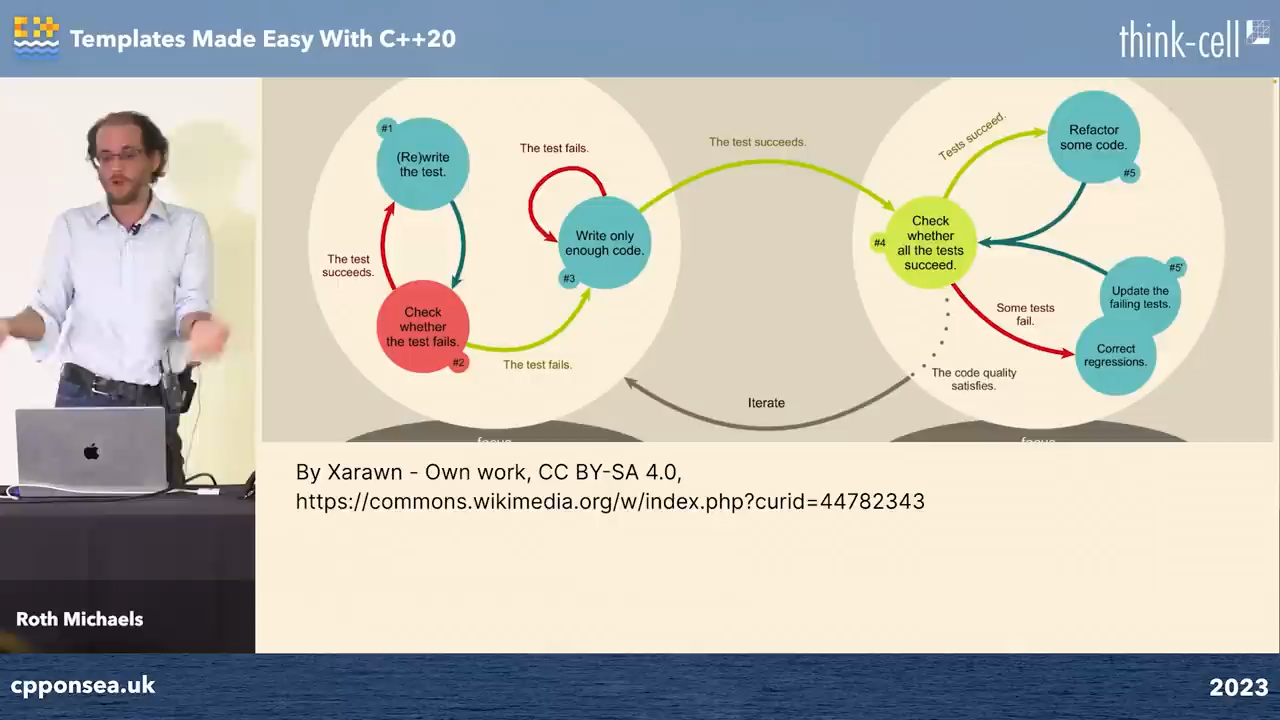 C++
Templates Made Easy With C++20
think-cell
#1
(Re)write
the test.
The test fails.
The test succeeds.
Tests succeed.
Refactor
some code.
#5
Write only
enough code.
#3
Check
whether
all the tests
succeed.
#4
The test
succeeds.
Check
whether
the test fails.
#2
The test fails.
#5'
Update the
failing tests.
Some tests
fail.
Correct
regressions.
The code quality
satisfies.
Iterate
focus
focus
By Xarawn - Own work, CC BY-SA 4.0,
https://commons.wikimedia.org/w/index.php?curid=44782343
Roth Michaels
cpponsea.uk
2023